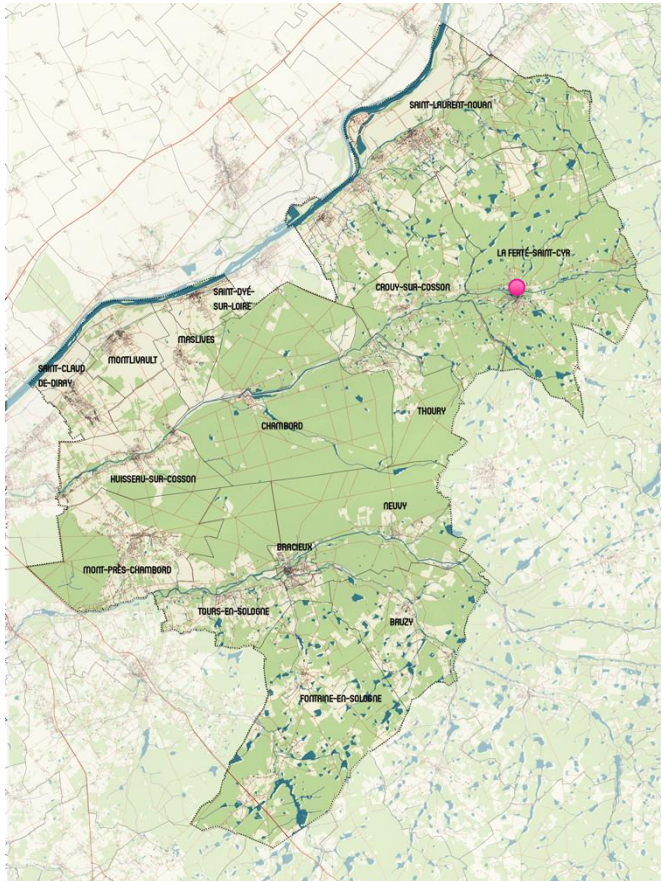 SAINT-LAURENT-NOUAN
LA FERTÉ-SAINT-CYR
CROUY-SUR-COSSON
SAINT-DYÉ-
SUR-LOIRE
MASLIVES
MONTLIVAULT
SAINT-CLAUD
DE-DIRAY
THOURY
CHAMBORD
HUISSEAU-SUR-COSSON
NEUVY
BRACIEUX
MONT-PRÈS-CHAMBORD
TOURS-EN-SOLOGNE
BAUZY
FONTAINE-EN-SOLOGNE